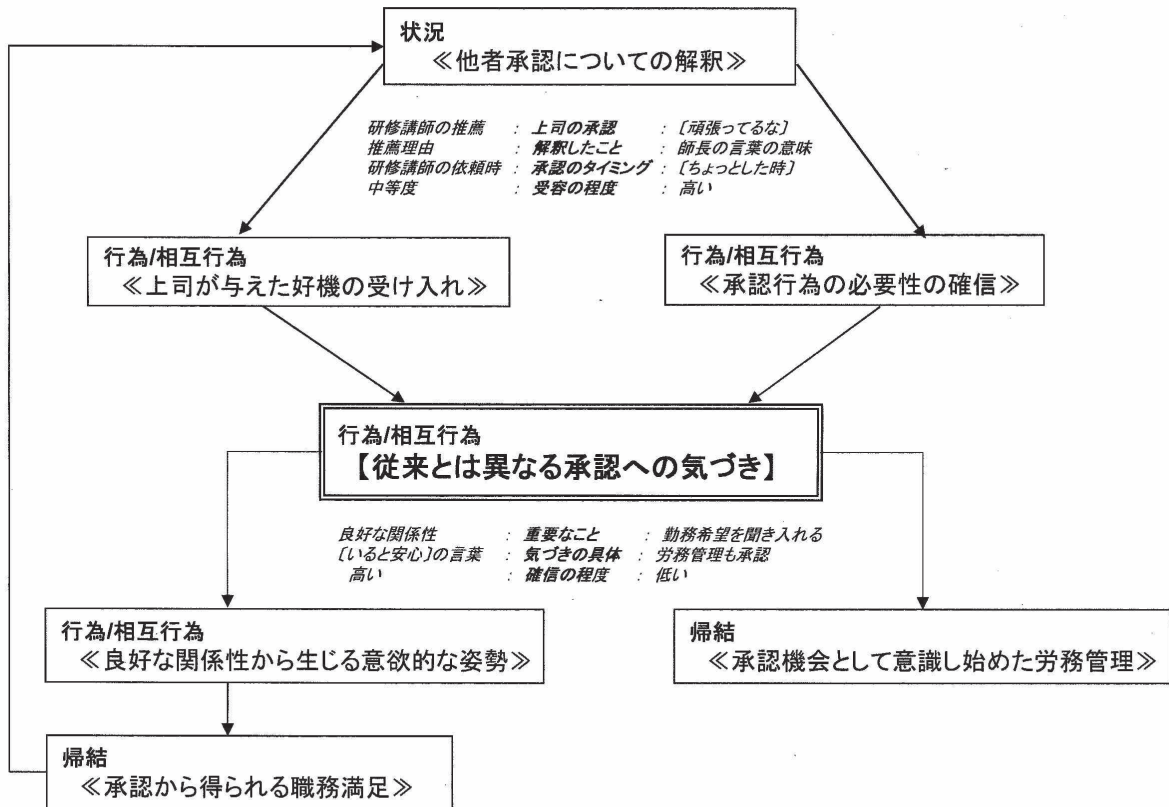 状況
≪他者承認についての解釈≫
研修講師の推薦 : 上司の承認 : 〔頑張ってるな〕
推薦理由 : 解釈したこと : 師長の言葉の意味
研修講師の依頼時 : 承認のタイミング : 〔ちょっとした時〕
中等度 : 受容の程度 : 高い
行為/相互行為
≪上司が与えた好機の受け入れ≫
行為/相互行為
≪承認行為の必要性の確信≫
行為/相互行為
【従来とは異なる承認への気づき】
良好な関係性 : 重要なこと : 勤務希望を聞き入れる
〔いると安心〕の言葉 : 気づきの具体 : 労務管理も承認
高い : 確信の程度 : 低い
行為/相互行為
≪良好な関係性から生じる意欲的な姿勢≫
帰結
≪承認機会として意識し始めた労務管理≫
帰結
≪承認から得られる職務満足≫